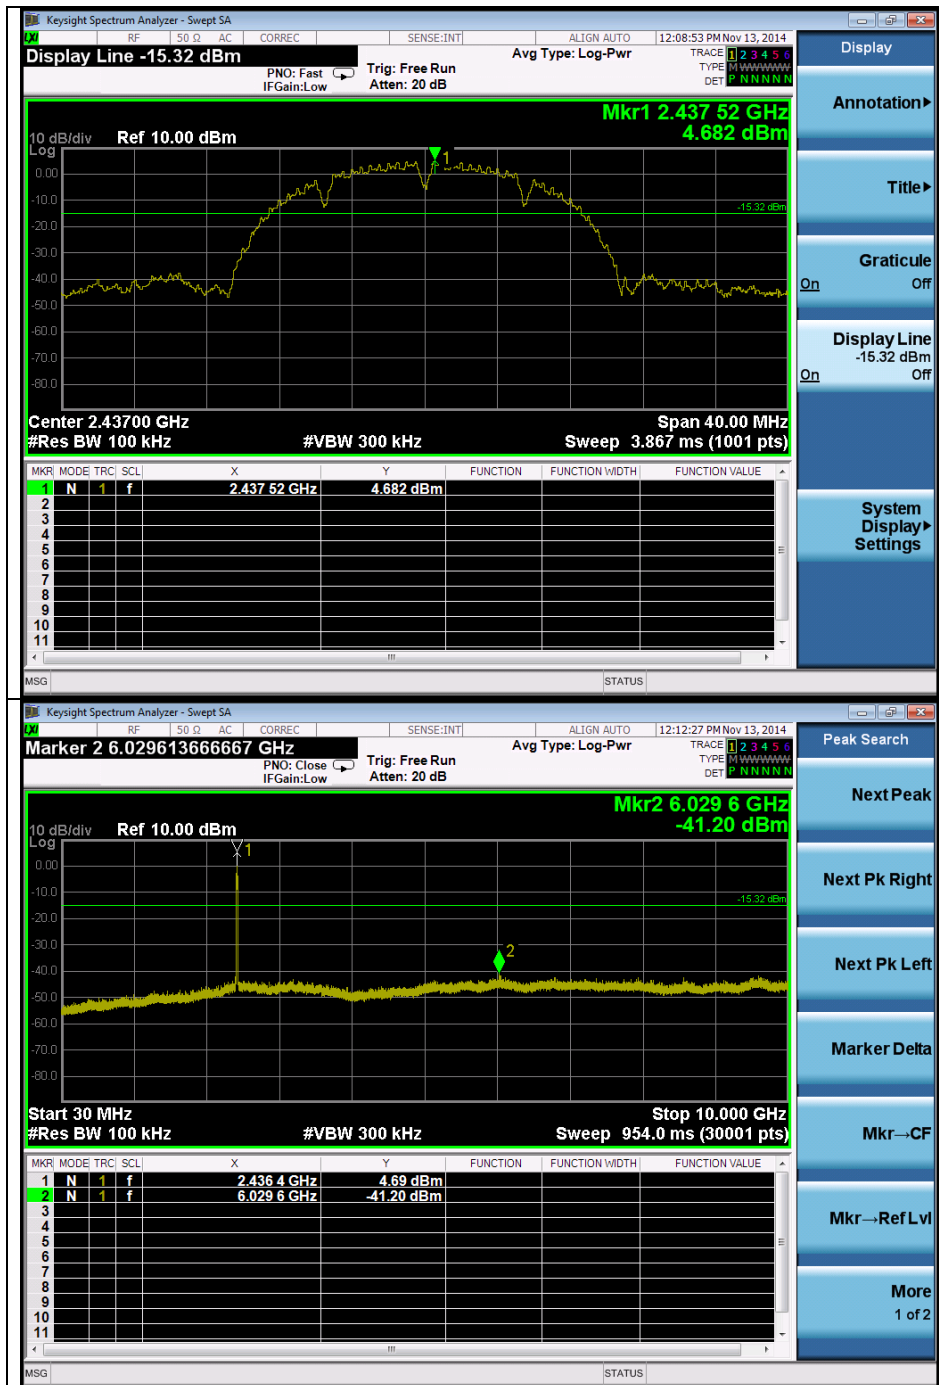 Keysight Spectrum Analyzer - Swept SA
LXI RF 50 Ω AC CORREC SENSE:INT ALIGN AUTO 12:08:53 PM Nov 13, 2014
Display Line -15.32 dBm
Avg Type: Log-Pwr
TRACE 1 2 3 4 5 6
TYPE M WWWWW
DET P N N N N N
PNO: Fast
IFGain:Low
Trig: Free Run
Atten: 20 dB
Mkr1 2.437 52 GHz
4.682 dBm
10 dB/div
Log
Ref 10.00 dBm
1
0.00
-10.0
-15.32 dBm
-20.0
-30.0
-40.0
-50.0
-60.0
-70.0
-80.0
Center 2.43700 GHz
Span 40.00 MHz
#Res BW 100 kHz
#VBW 300 kHz
Sweep 3.867 ms (1001 pts)
MKR MODE TRC SCL X Y FUNCTION FUNCTION WIDTH FUNCTION VALUE
1 N 1 f 2.437 52 GHz 4.682 dBm
2
3
4
5
6
7
8
9
10
11
MSG
STATUS
Display
Annotation
Title
Graticule
On Off
Display Line
-15.32 dBm
On Off
System
Display
Settings
Keysight Spectrum Analyzer - Swept SA
LXI RF 50 Ω AC CORREC SENSE:INT ALIGN AUTO 12:12:27 PM Nov 13, 2014
Marker 2 6.029613666667 GHz
Avg Type: Log-Pwr
TRACE 1 2 3 4 5 6
TYPE M WWWWW
DET P N N N N N
PNO: Close
IFGain:Low
Trig: Free Run
Atten: 20 dB
Mkr2 6.029 6 GHz
-41.20 dBm
10 dB/div
Log
Ref 10.00 dBm
1
0.00
-10.0
-15.32 dBm
-20.0
-30.0
2
-40.0
-50.0
-60.0
-70.0
-80.0
Start 30 MHz
Stop 10.000 GHz
#Res BW 100 kHz
#VBW 300 kHz
Sweep 954.0 ms (30001 pts)
MKR MODE TRC SCL X Y FUNCTION FUNCTION WIDTH FUNCTION VALUE
1 N 1 f 2.436 4 GHz 4.69 dBm
2 N 1 f 6.029 6 GHz -41.20 dBm
3
4
5
6
7
8
9
10
11
MSG
STATUS
Peak Search
Next Peak
Next Pk Right
Next Pk Left
Marker Delta
Mkr→CF
Mkr→Ref Lvl
More
1 of 2